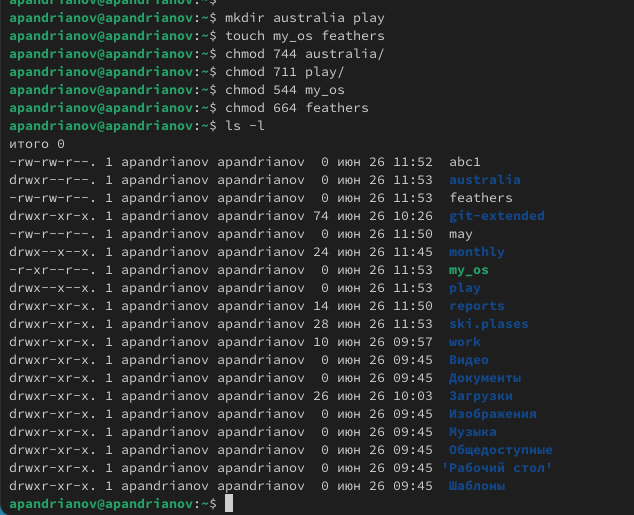 apandrianov@apandrianov:~$ mkdir australia play
apandrianov@apandrianov:~$ touch my_os feathers
apandrianov@apandrianov:~$ chmod 744 australia/
apandrianov@apandrianov:~$ chmod 711 play/
apandrianov@apandrianov:~$ chmod 544 my_os
apandrianov@apandrianov:~$ chmod 664 feathers
apandrianov@apandrianov:~$ ls -l
итого 0
-rw-rw-r--. 1 apandrianov apandrianov  0 июн 26 11:52  abc1
drwxr--r--. 1 apandrianov apandrianov  0 июн 26 11:53  australia
-rw-rw-r--. 1 apandrianov apandrianov  0 июн 26 11:53  feathers
drwxr-xr-x. 1 apandrianov apandrianov 74 июн 26 10:26  git-extended
-rw-r--r--. 1 apandrianov apandrianov  0 июн 26 11:50  may
drwx--x--x. 1 apandrianov apandrianov 24 июн 26 11:45  monthly
-r-xr--r--. 1 apandrianov apandrianov  0 июн 26 11:53  my_os
drwx--x--x. 1 apandrianov apandrianov  0 июн 26 11:53  play
drwxr-xr-x. 1 apandrianov apandrianov 14 июн 26 11:50  reports
drwxr-xr-x. 1 apandrianov apandrianov 28 июн 26 11:53  ski.plases
drwxr-xr-x. 1 apandrianov apandrianov 10 июн 26 09:57  work
drwxr-xr-x. 1 apandrianov apandrianov  0 июн 26 09:45  Видео
drwxr-xr-x. 1 apandrianov apandrianov  0 июн 26 09:45  Документы
drwxr-xr-x. 1 apandrianov apandrianov 26 июн 26 10:03  Загрузки
drwxr-xr-x. 1 apandrianov apandrianov  0 июн 26 09:45  Изображения
drwxr-xr-x. 1 apandrianov apandrianov  0 июн 26 09:45  Музыка
drwxr-xr-x. 1 apandrianov apandrianov  0 июн 26 09:45  Общедоступные
drwxr-xr-x. 1 apandrianov apandrianov  0 июн 26 09:45 'Рабочий стол'
drwxr-xr-x. 1 apandrianov apandrianov  0 июн 26 09:45  Шаблоны
apandrianov@apandrianov:~$